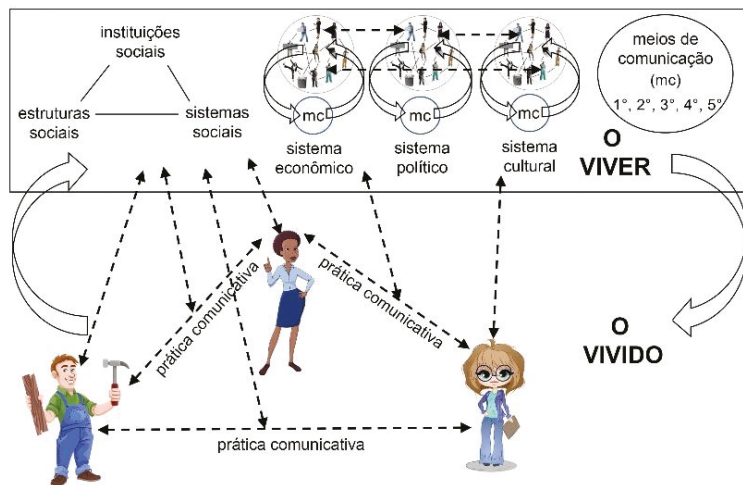 instituições
sociais
estruturas
sociais
sistemas
sociais
mc
mc
mc
sistema
econômico
sistema
político
sistema
cultural
meios de
comunicação
(mc)
1°, 2°, 3°, 4°, 5°
O
VIVER
prática comunicativa
prática comunicativa
O
VIVIDO
prática comunicativa